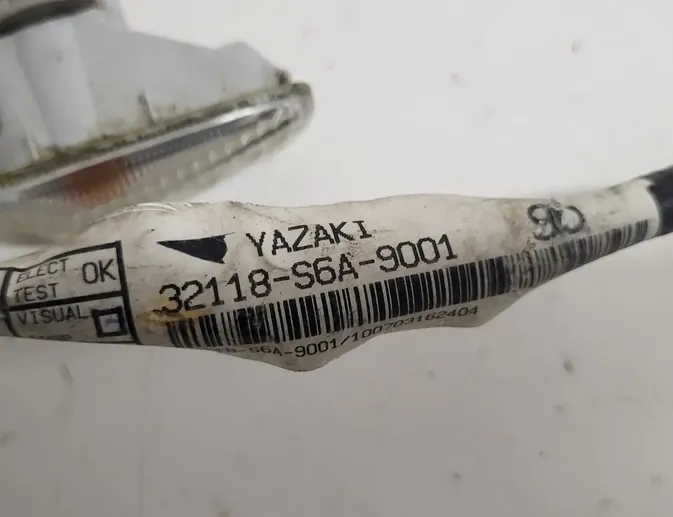 YAZAKI
32118-S6A-9001
ELECT
TEST OK
VISUAL
-S6A-9001/100703162404